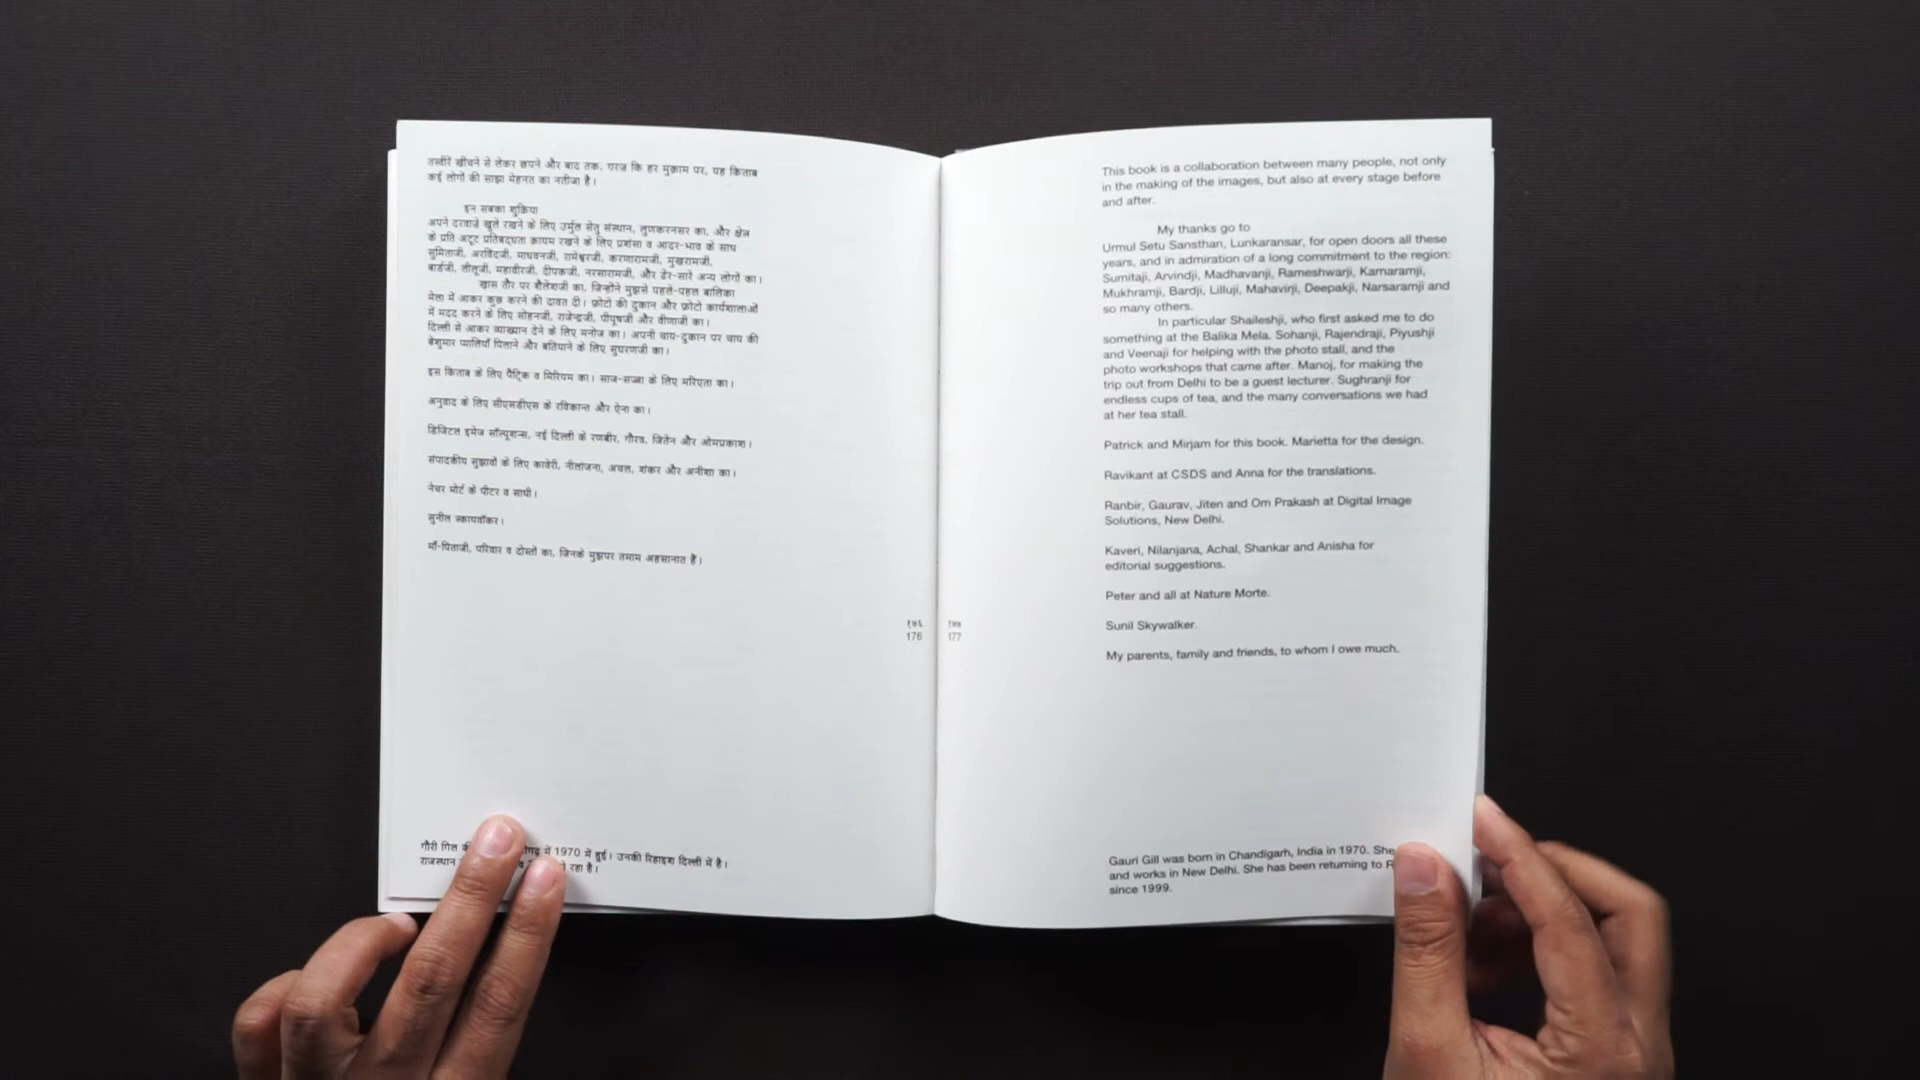 तस्वीरें खींचने से लेकर छपने और बाद तक, ग़रज़ कि हर मुक़ाम पर, यह किताब
कई लोगों की साझा मेहनत का नतीजा है।
इन सबका शुक्रिया
अपने दरवाज़े खुले रखने के लिए उर्मुल सेतु संस्थान, लुणकरनसर का, और क्षेत्र
के प्रति अटूट प्रतिबद्धता क़ायम रखने के लिए प्रशंसा व आदर-भाव के साथ
सुमिताजी, अरविंदजी, माधवनजी, रामेश्वरजी, करणारामजी, मुखरामजी,
बार्डजी, लीलूजी, महावीरजी, दीपकजी, नरसारामजी, और ढेर-सारे अन्य लोगों का।
ख़ास तौर पर शैलेशजी का, जिन्होंने मुझसे पहले-पहल बालिका
मेला में आकर कुछ करने की दावत दी। फ़ोटो की दुकान और फ़ोटो कार्यशालाओं
में मदद करने के लिए सोहनजी, राजेन्द्रजी, पीयूषजी और वीणाजी का।
दिल्ली से आकर व्याख्यान देने के लिए मनोज का। अपनी चाय-दुकान पर चाय की
बेशुमार प्यालियाँ पिलाने और बतियाने के लिए सुघरणजी का।
इस किताब के लिए पैट्रिक व मिरियम का। साज-सज्जा के लिए मरिएता का।
अनुवाद के लिए सीएसडीएस के रविकान्त और ऐना का।
डिजिटल इमेज सॉल्यूशन्स, नई दिल्ली के रणबीर, गौरव, जितेन और ओमप्रकाश।
संपादकीय सुझावों के लिए कावेरी, नीलांजना, अचल, शंकर और अनीशा का।
नेचर मोर्ट के पीटर व साथी।
सुनील स्कायवॉकर।
माँ-पिताजी, परिवार व दोस्तों का, जिनके मुझपर तमाम अहसानात हैं।
१७६
176
गौरी गिल में 1970 में हुई। उनकी रिहाइश दिल्ली में है।
राजस्थान रहा है।
This book is a collaboration between many people, not only
in the making of the images, but also at every stage before
and after.
My thanks go to
Urmul Setu Sansthan, Lunkaransar, for open doors all these
years, and in admiration of a long commitment to the region:
Sumitaji, Arvindji, Madhavanji, Rameshwarji, Karnaramji,
Mukhramji, Bardji, Lilluji, Mahavirji, Deepakji, Narsaramji and
so many others.
In particular Shaileshji, who first asked me to do
something at the Balika Mela. Sohanji, Rajendraji, Piyushji
and Veenaji for helping with the photo stall, and the
photo workshops that came after. Manoj, for making the
trip out from Delhi to be a guest lecturer. Sughranji for
endless cups of tea, and the many conversations we had
at her tea stall.
Patrick and Mirjam for this book. Marietta for the design.
Ravikant at CSDS and Anna for the translations.
Ranbir, Gaurav, Jiten and Om Prakash at Digital Image
Solutions, New Delhi.
Kaveri, Nilanjana, Achal, Shankar and Anisha for
editorial suggestions.
Peter and all at Nature Morte.
Sunil Skywalker.
My parents, family and friends, to whom I owe much.
१७७
177
Gauri Gill was born in Chandigarh, India in 1970. She
and works in New Delhi. She has been returning to
since 1999.